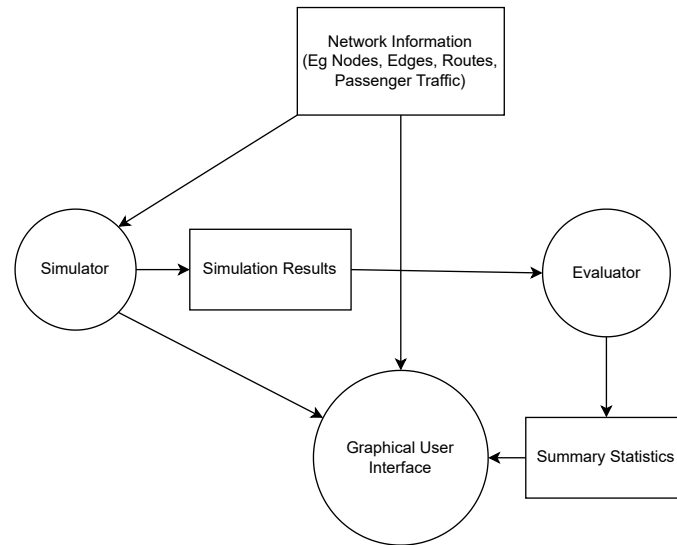 Network Information
(Eg Nodes, Edges, Routes,
Passenger Traffic)
Simulator
Simulation Results
Evaluator
Graphical User
Interface
Summary Statistics